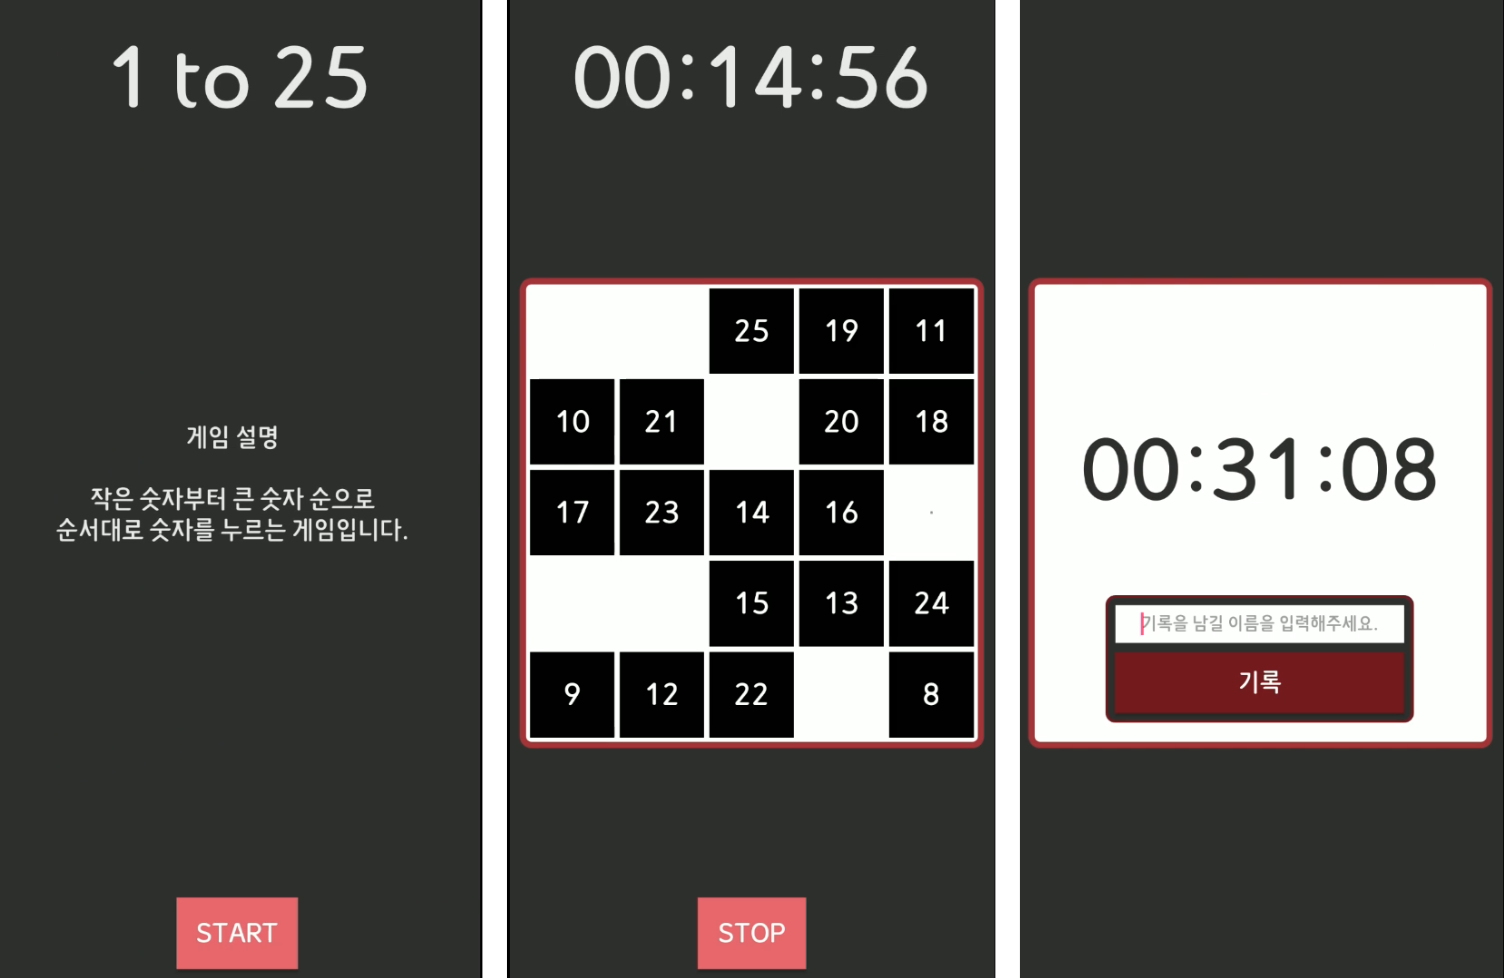 1 to 25
게임 설명
작은 숫자부터 큰 숫자 순으로
순서대로 숫자를 누르는 게임입니다.
START
00:14:56
25 19 11
10 21 20 18
17 23 14 16
15 13 24
9 12 22 8
STOP
00:31:08
기록을 남길 이름을 입력해주세요.
기록